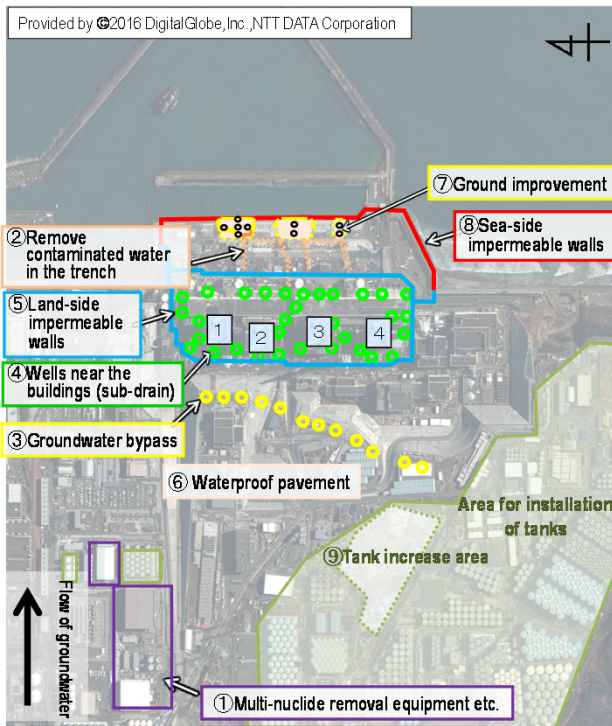 Provided by ©2016 DigitalGlobe,Inc.,NTT DATA Corporation
⑦Ground improvement
②Remove
contaminated water
in the trench
⑧Sea-side
impermeable walls
⑤Land-side
impermeable
walls
1
2
3
4
④Wells near the
buildings (sub-drain)
③Groundwater bypass
⑥ Waterproof pavement
Area for installation
of tanks
⑨Tank increase area
Flow of groundwater
①Multi-nuclide removal equipment etc.